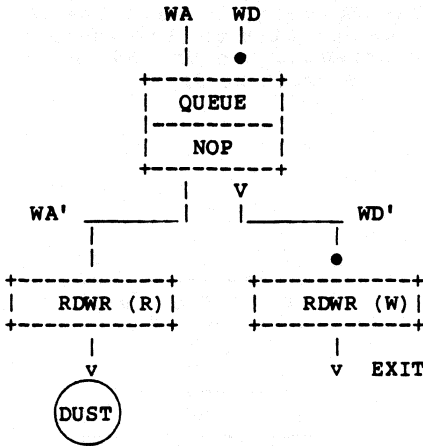 WA WD
QUEUE
NOP
WA' WD'
RDWR (R) RDWR (W)
EXIT
DUST